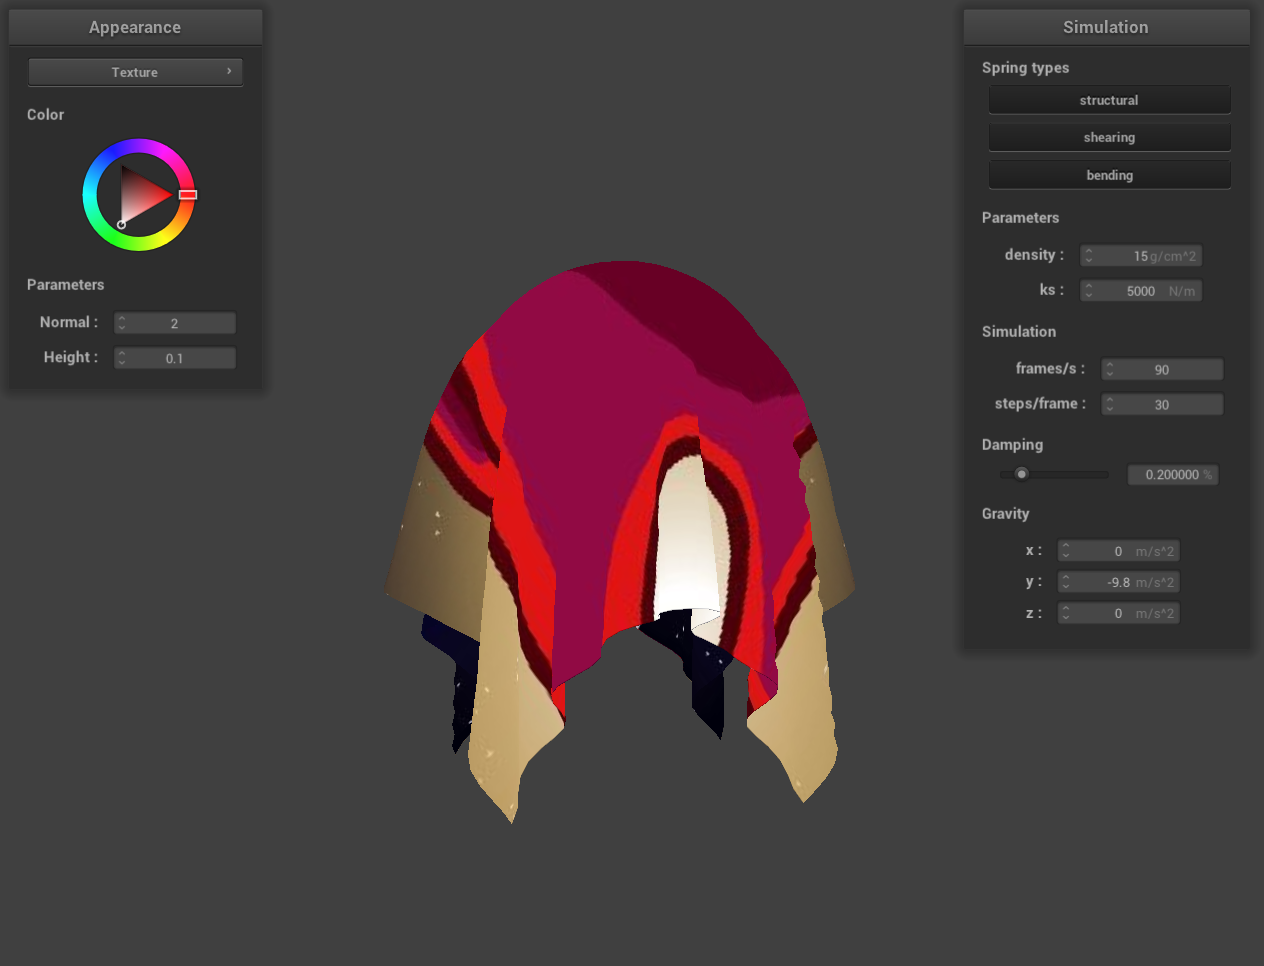 Appearance
Texture ›
Color
Parameters
Normal : 2
Height : 0.1
Simulation
Spring types
structural
shearing
bending
Parameters
density : 15 g/cm^2
ks : 5000 N/m
Simulation
frames/s : 90
steps/frame : 30
Damping
0.200000 %
Gravity
x : 0 m/s^2
y : -9.8 m/s^2
z : 0 m/s^2